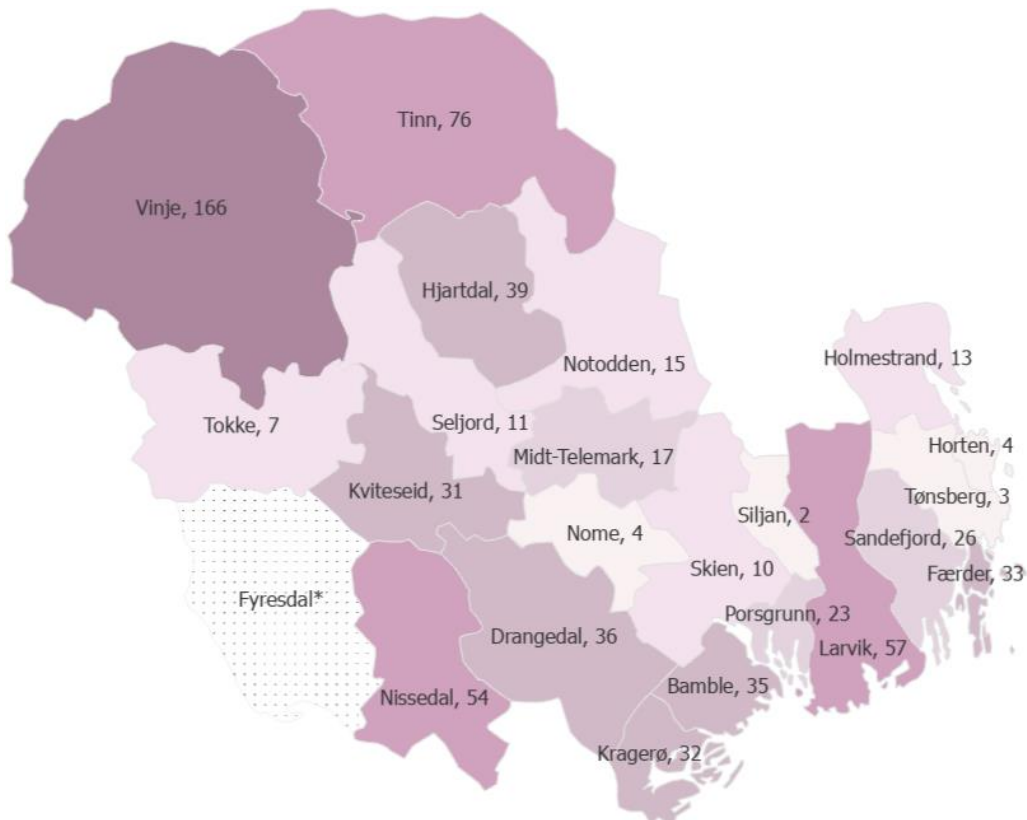 Tinn, 76
Vinje, 166
Hjartdal, 39
Notodden, 15
Holmestrand, 13
Tokke, 7
Seljord, 11
Horten, 4
Midt-Telemark, 17
Kviteseid, 31
Tønsberg, 3
Siljan, 2
Nome, 4
Sandefjord, 26
Skien, 10
Færder, 33
Fyresdal*
Porsgrunn, 23
Drangedal, 36
Larvik, 57
Bamble, 35
Nissedal, 54
Kragerø, 32